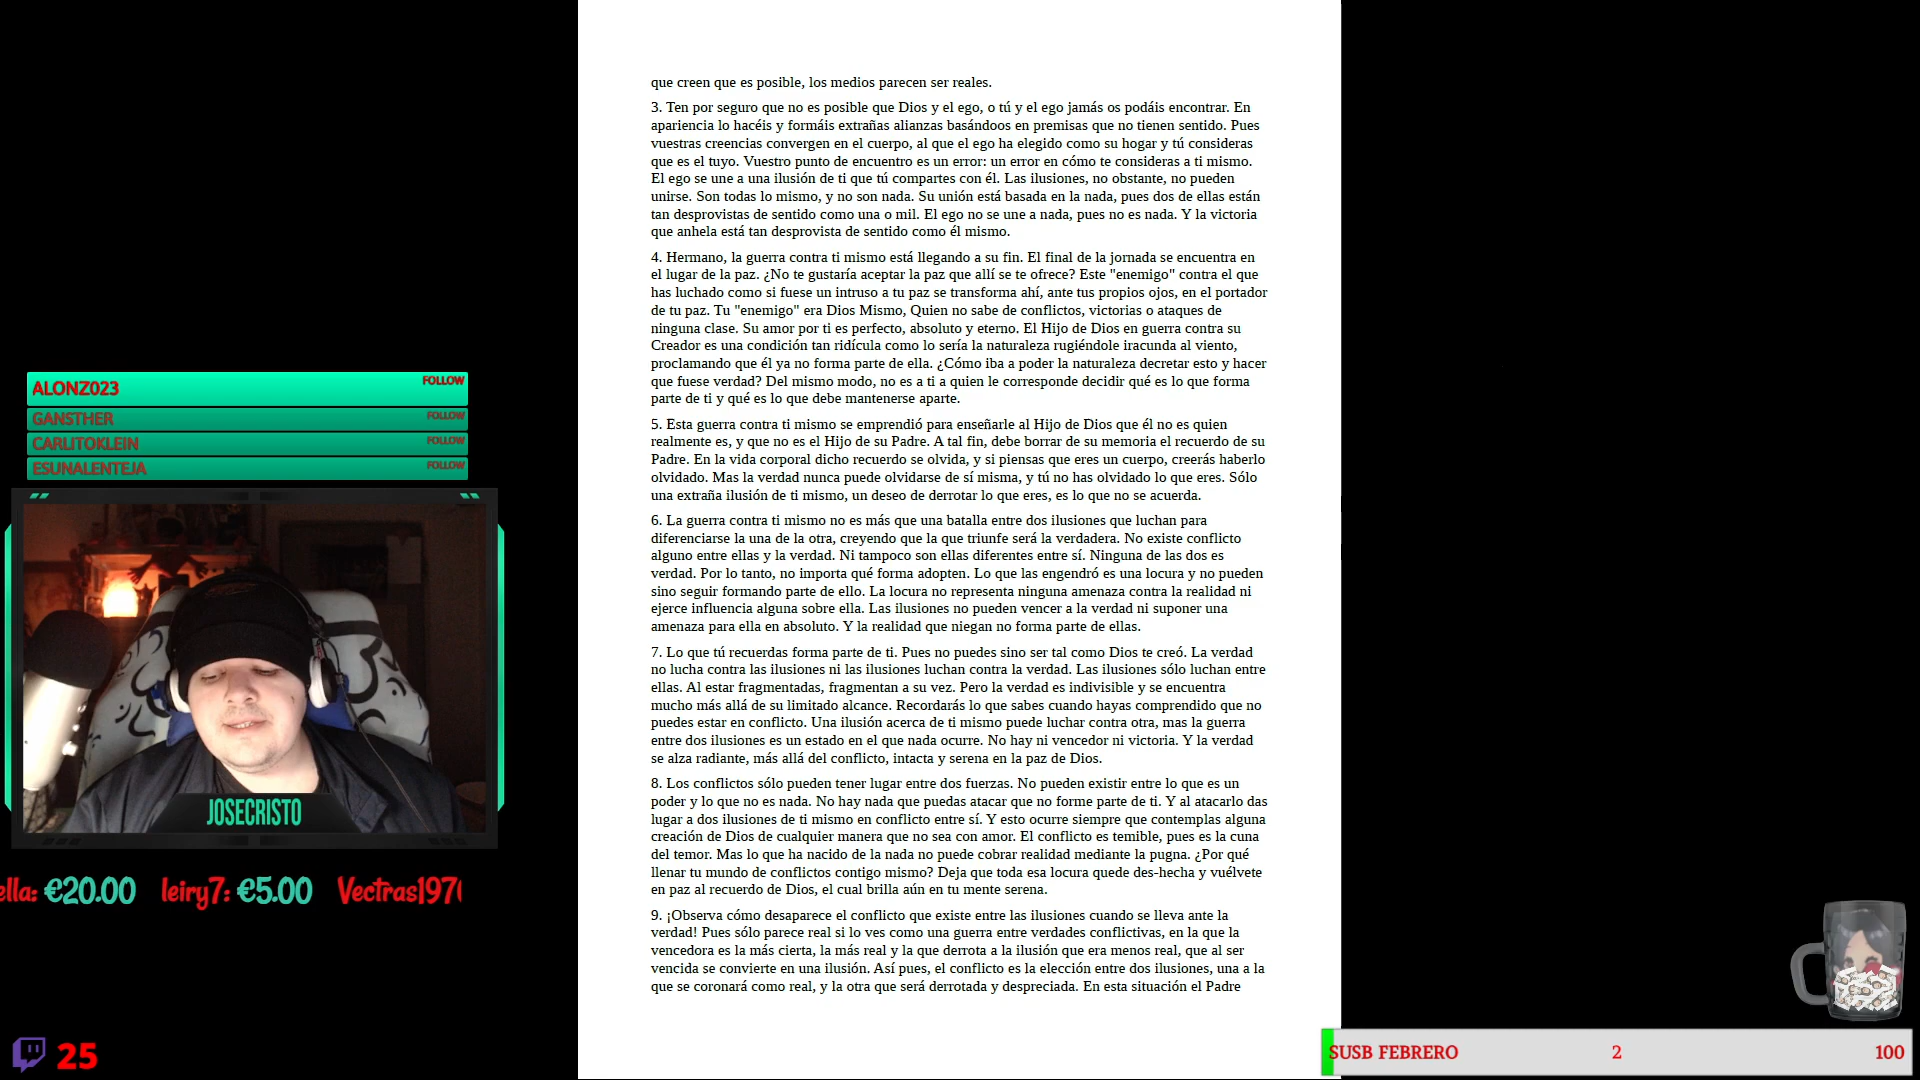 que creen que es posible, los medios parecen ser reales.
3. Ten por seguro que no es posible que Dios y el ego, o tú y el ego jamás os podáis encontrar. En
apariencia lo hacéis y formáis extrañas alianzas basándoos en premisas que no tienen sentido. Pues
vuestras creencias convergen en el cuerpo, al que el ego ha elegido como su hogar y tú consideras
que es el tuyo. Vuestro punto de encuentro es un error: un error en cómo te consideras a ti mismo.
El ego se une a una ilusión de ti que tú compartes con él. Las ilusiones, no obstante, no pueden
unirse. Son todas lo mismo, y no son nada. Su unión está basada en la nada, pues dos de ellas están
tan desprovistas de sentido como una o mil. El ego no se une a nada, pues no es nada. Y la victoria
que anhela está tan desprovista de sentido como él mismo.
4. Hermano, la guerra contra ti mismo está llegando a su fin. El final de la jornada se encuentra en
el lugar de la paz. ¿No te gustaría aceptar la paz que allí se te ofrece? Este "enemigo" contra el que
has luchado como si fuese un intruso a tu paz se transforma ahí, ante tus propios ojos, en el portador
de tu paz. Tu "enemigo" era Dios Mismo, Quien no sabe de conflictos, victorias o ataques de
ninguna clase. Su amor por ti es perfecto, absoluto y eterno. El Hijo de Dios en guerra contra su
Creador es una condición tan ridícula como lo sería la naturaleza rugiéndole iracunda al viento,
proclamando que él ya no forma parte de ella. ¿Cómo iba a poder la naturaleza decretar esto y hacer
que fuese verdad? Del mismo modo, no es a ti a quien le corresponde decidir qué es lo que forma
parte de ti y qué es lo que debe mantenerse aparte.
5. Esta guerra contra ti mismo se emprendió para enseñarle al Hijo de Dios que él no es quien
realmente es, y que no es el Hijo de su Padre. A tal fin, debe borrar de su memoria el recuerdo de su
Padre. En la vida corporal dicho recuerdo se olvida, y si piensas que eres un cuerpo, creerás haberlo
olvidado. Mas la verdad nunca puede olvidarse de sí misma, y tú no has olvidado lo que eres. Sólo
una extraña ilusión de ti mismo, un deseo de derrotar lo que eres, es lo que no se acuerda.
6. La guerra contra ti mismo no es más que una batalla entre dos ilusiones que luchan para
diferenciarse la una de la otra, creyendo que la que triunfe será la verdadera. No existe conflicto
alguno entre ellas y la verdad. Ni tampoco son ellas diferentes entre sí. Ninguna de las dos es
verdad. Por lo tanto, no importa qué forma adopten. Lo que las engendró es una locura y no pueden
sino seguir formando parte de ello. La locura no representa ninguna amenaza contra la realidad ni
ejerce influencia alguna sobre ella. Las ilusiones no pueden vencer a la verdad ni suponer una
amenaza para ella en absoluto. Y la realidad que niegan no forma parte de ellas.
7. Lo que tú recuerdas forma parte de ti. Pues no puedes sino ser tal como Dios te creó. La verdad
no lucha contra las ilusiones ni las ilusiones luchan contra la verdad. Las ilusiones sólo luchan entre
ellas. Al estar fragmentadas, fragmentan a su vez. Pero la verdad es indivisible y se encuentra
mucho más allá de su limitado alcance. Recordarás lo que sabes cuando hayas comprendido que no
puedes estar en conflicto. Una ilusión acerca de ti mismo puede luchar contra otra, mas la guerra
entre dos ilusiones es un estado en el que nada ocurre. No hay ni vencedor ni victoria. Y la verdad
se alza radiante, más allá del conflicto, intacta y serena en la paz de Dios.
8. Los conflictos sólo pueden tener lugar entre dos fuerzas. No pueden existir entre lo que es un
poder y lo que no es nada. No hay nada que puedas atacar que no forme parte de ti. Y al atacarlo das
lugar a dos ilusiones de ti mismo en conflicto entre sí. Y esto ocurre siempre que contemplas alguna
creación de Dios de cualquier manera que no sea con amor. El conflicto es temible, pues es la cuna
del temor. Mas lo que ha nacido de la nada no puede cobrar realidad mediante la pugna. ¿Por qué
llenar tu mundo de conflictos contigo mismo? Deja que toda esa locura quede des-hecha y vuélvete
en paz al recuerdo de Dios, el cual brilla aún en tu mente serena.
9. ¡Observa cómo desaparece el conflicto que existe entre las ilusiones cuando se lleva ante la
verdad! Pues sólo parece real si lo ves como una guerra entre verdades conflictivas, en la que la
vencedora es la más cierta, la más real y la que derrota a la ilusión que era menos real, que al ser
vencida se convierte en una ilusión. Así pues, el conflicto es la elección entre dos ilusiones, una a la
que se coronará como real, y la otra que será derrotada y despreciada. En esta situación el Padre
ALONZ023 FOLLOW
GANSTHER FOLLOW
CARLITOKLEIN FOLLOW
ESUNALENTEJA FOLLOW
JOSECRISTO
ella: €20.00 leiry7: €5.00 Vectras197
25
SUSB FEBRERO 2 100